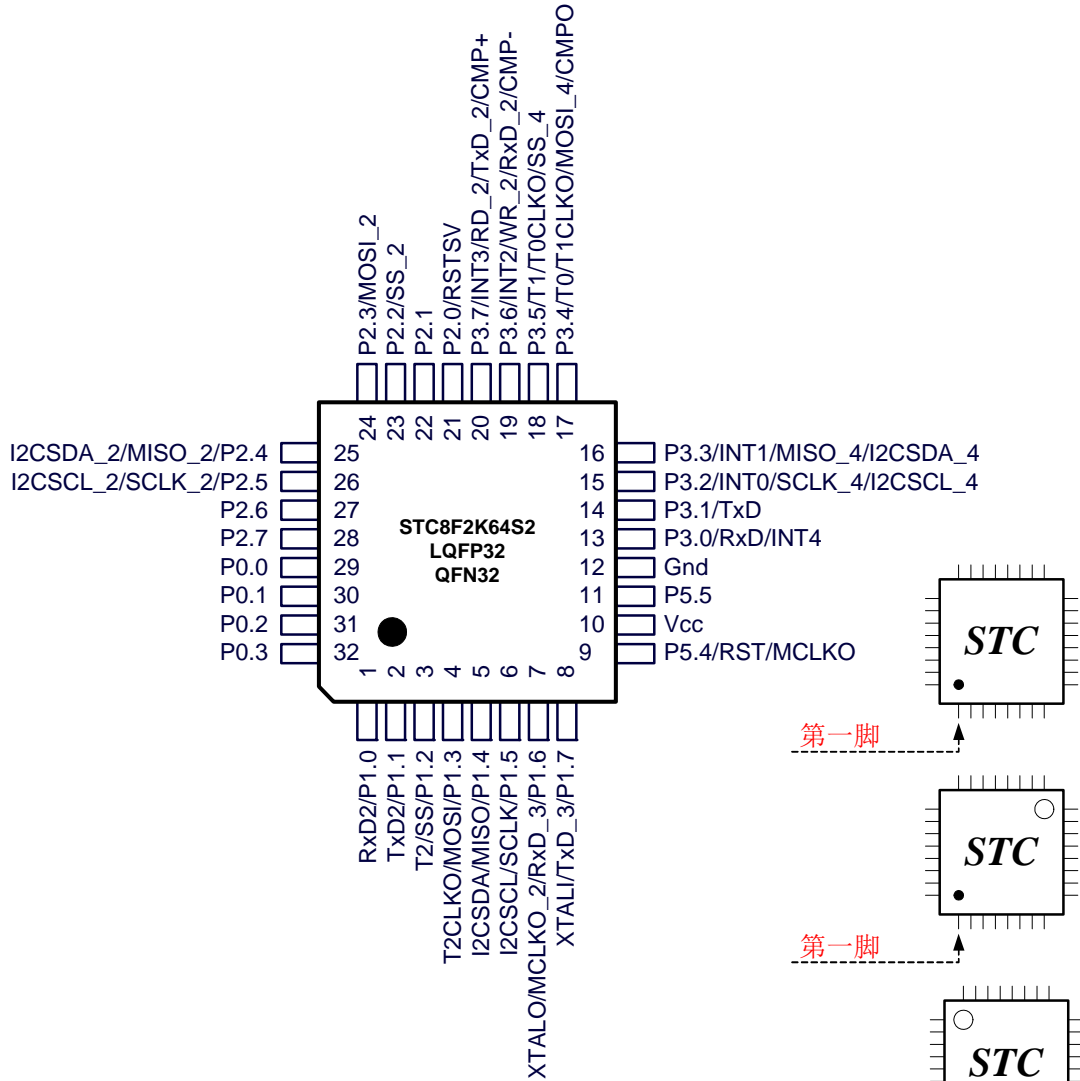 P2.3/MOSI_2
P2.2/SS_2
P2.1
P2.0/RSTSV
P3.7/INT3/RD_2/TxD_2/CMP+
P3.6/INT2/WR_2/RxD_2/CMP-
P3.5/T1/T0CLKO/SS_4
P3.4/T0/T1CLKO/MOSI_4/CMPO
24
23
22
21
20
19
18
17
I2CSDA_2/MISO_2/P2.4
25
I2CSCL_2/SCLK_2/P2.5
26
P2.6
27
P2.7
28
P0.0
29
P0.1
30
P0.2
31
P0.3
32
STC8F2K64S2
LQFP32
QFN32
16
P3.3/INT1/MISO_4/I2CSDA_4
15
P3.2/INT0/SCLK_4/I2CSCL_4
14
P3.1/TxD
13
P3.0/RxD/INT4
12
Gnd
11
P5.5
10
Vcc
9
P5.4/RST/MCLKO
1
2
3
4
5
6
7
8
RxD2/P1.0
TxD2/P1.1
T2/SS/P1.2
T2CLKO/MOSI/P1.3
I2CSDA/MISO/P1.4
I2CSCL/SCLK/P1.5
XTALO/MCLKO_2/RxD_3/P1.6
XTALI/TxD_3/P1.7
STC
第一脚
STC
第一脚
STC